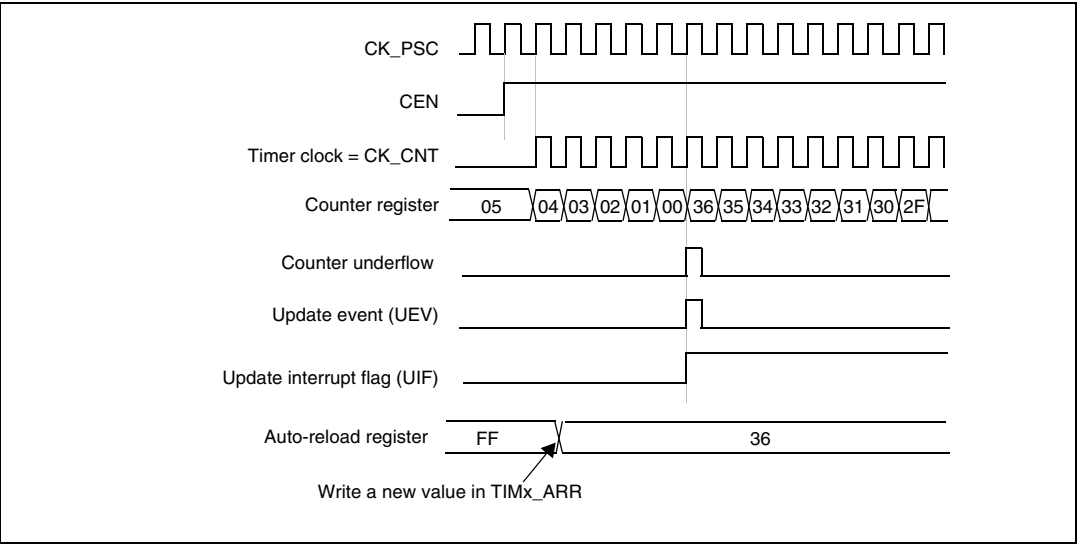 CK_PSC
CEN
Timer clock = CK_CNT
Counter register 05 04 03 02 01 00 36 35 34 33 32 31 30 2F
Counter underflow
Update event (UEV)
Update interrupt flag (UIF)
Auto-reload register FF 36
Write a new value in TIMx_ARR